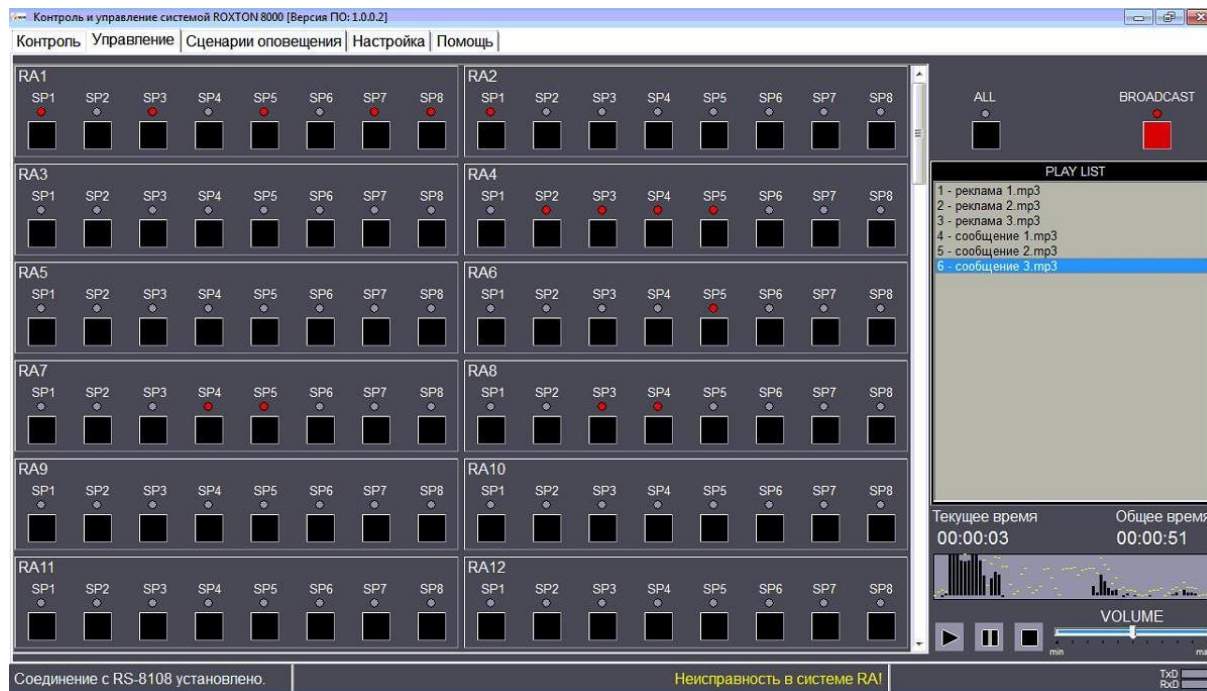 Контроль и управление системой ROXTON 8000 [Версия ПО: 1.0.0.2]
Контроль Управление Сценарии оповещения Настройка Помощь
RA1
SP1 SP2 SP3 SP4 SP5 SP6 SP7 SP8
RA2
SP1 SP2 SP3 SP4 SP5 SP6 SP7 SP8
RA3
SP1 SP2 SP3 SP4 SP5 SP6 SP7 SP8
RA4
SP1 SP2 SP3 SP4 SP5 SP6 SP7 SP8
RA5
SP1 SP2 SP3 SP4 SP5 SP6 SP7 SP8
RA6
SP1 SP2 SP3 SP4 SP5 SP6 SP7 SP8
RA7
SP1 SP2 SP3 SP4 SP5 SP6 SP7 SP8
RA8
SP1 SP2 SP3 SP4 SP5 SP6 SP7 SP8
RA9
SP1 SP2 SP3 SP4 SP5 SP6 SP7 SP8
RA10
SP1 SP2 SP3 SP4 SP5 SP6 SP7 SP8
RA11
SP1 SP2 SP3 SP4 SP5 SP6 SP7 SP8
RA12
SP1 SP2 SP3 SP4 SP5 SP6 SP7 SP8
ALL BROADCAST
PLAY LIST
1 - реклама 1.mp3
2 - реклама 2.mp3
3 - реклама 3.mp3
4 - сообщение 1.mp3
5 - сообщение 2.mp3
6 - сообщение 3.mp3
Текущее время Общее время
00:00:03 00:00:51
VOLUME
min ma
Соединение с RS-8108 установлено. Неисправность в системе RA!
TxD
RxD